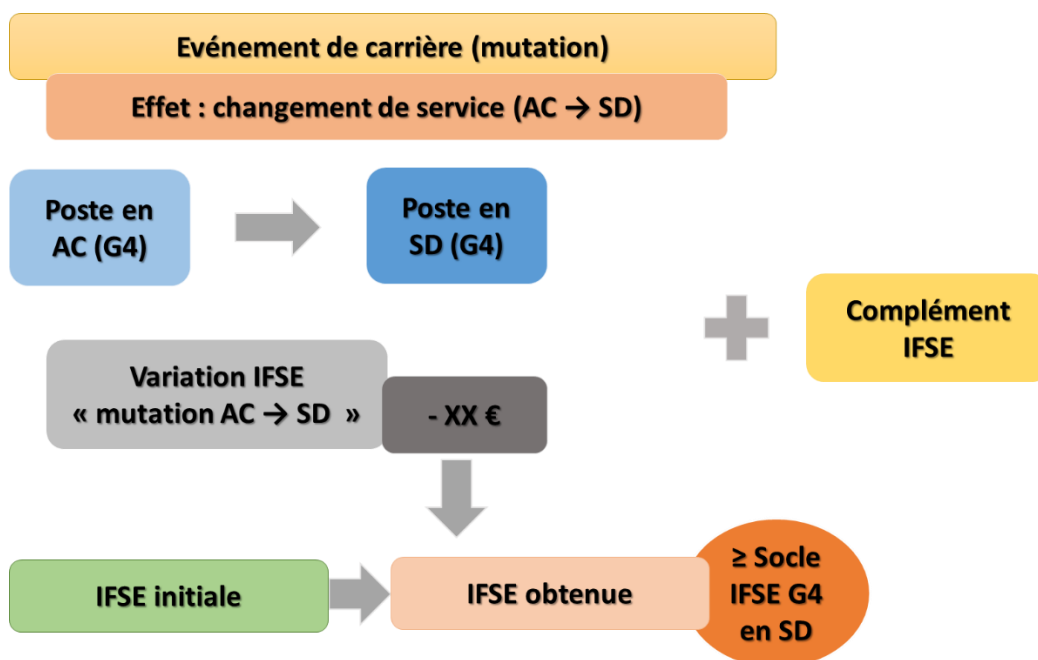 Evénement de carrière (mutation)
Effet : changement de service (AC → SD)
Poste en
AC (G4)
Poste en
SD (G4)
Complément
IFSE
Variation IFSE
« mutation AC → SD  »
- XX €
IFSE initiale
IFSE obtenue
≥ Socle
IFSE G4
en SD